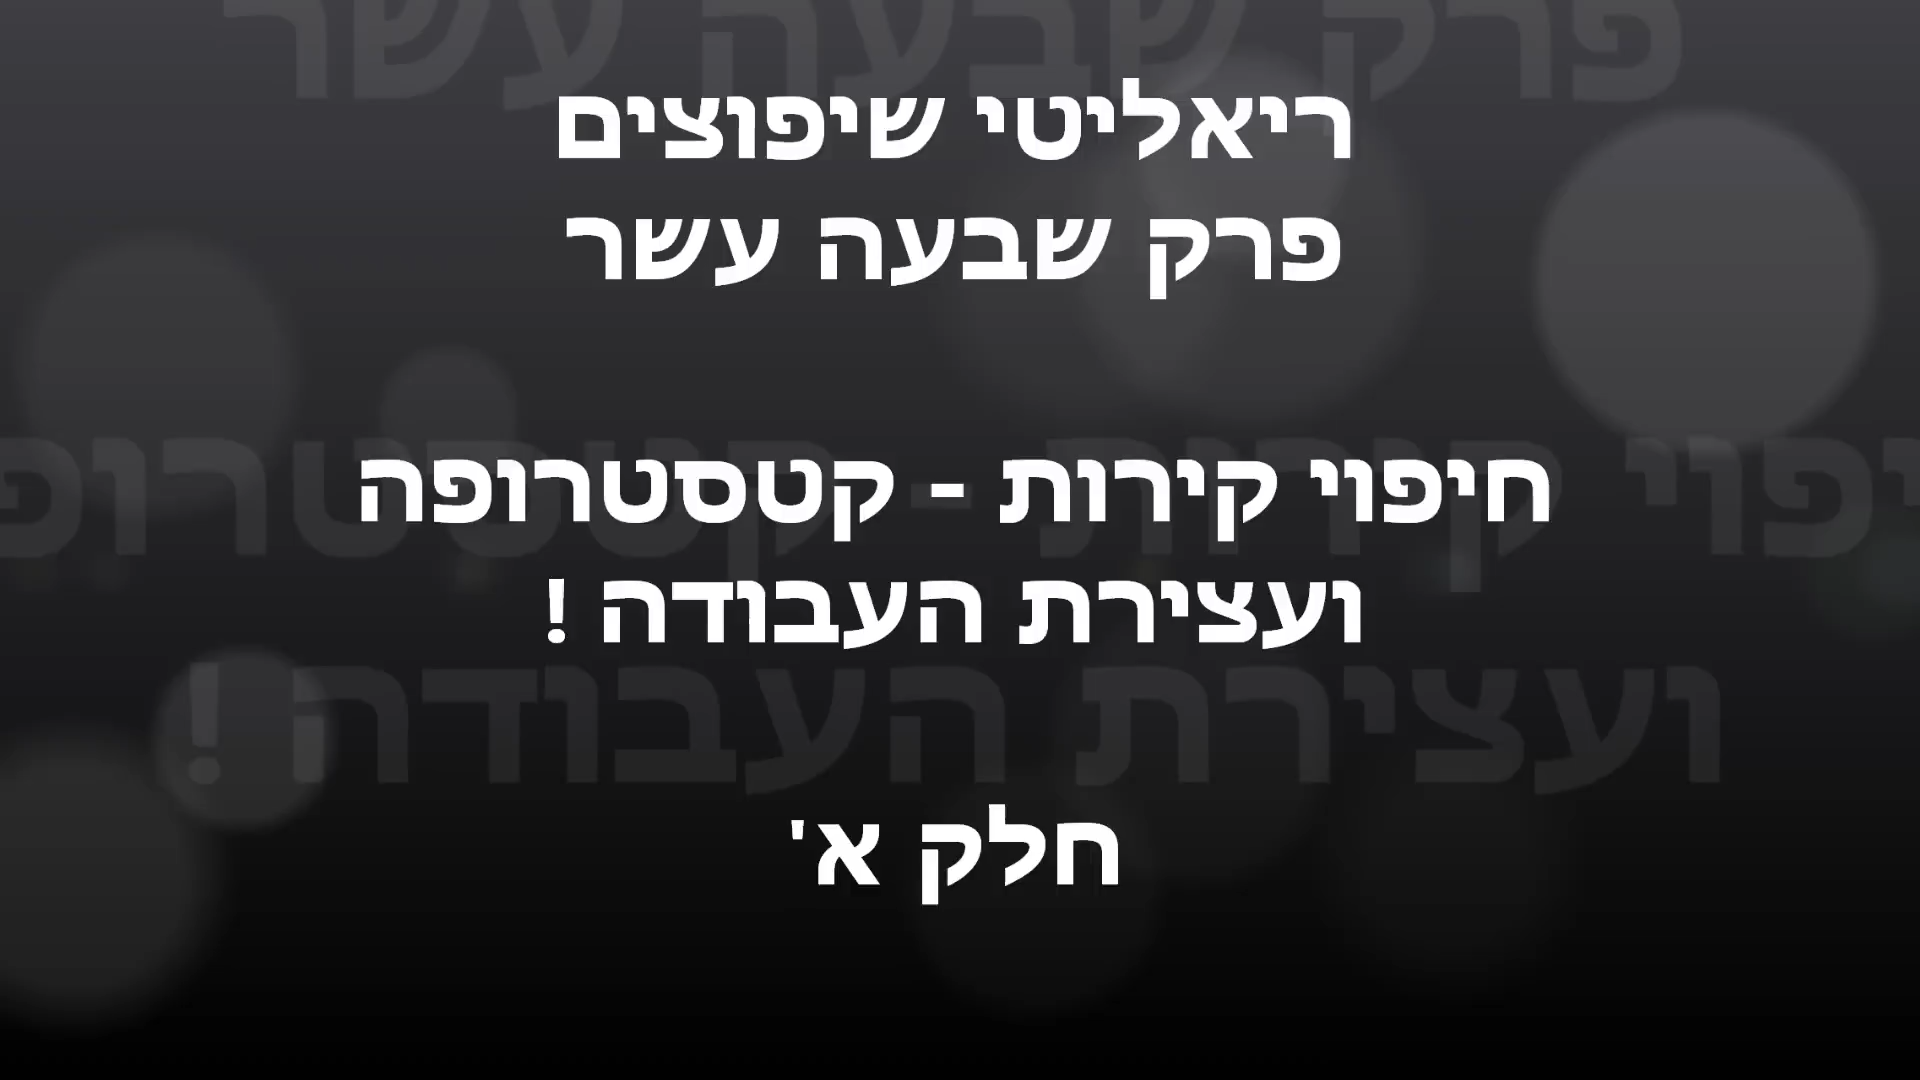 ריאליטי שיפוצים
פרק שבעה עשר
חיפוי קירות - קטסטרופה
ועצירת העבודה !
חלק א'